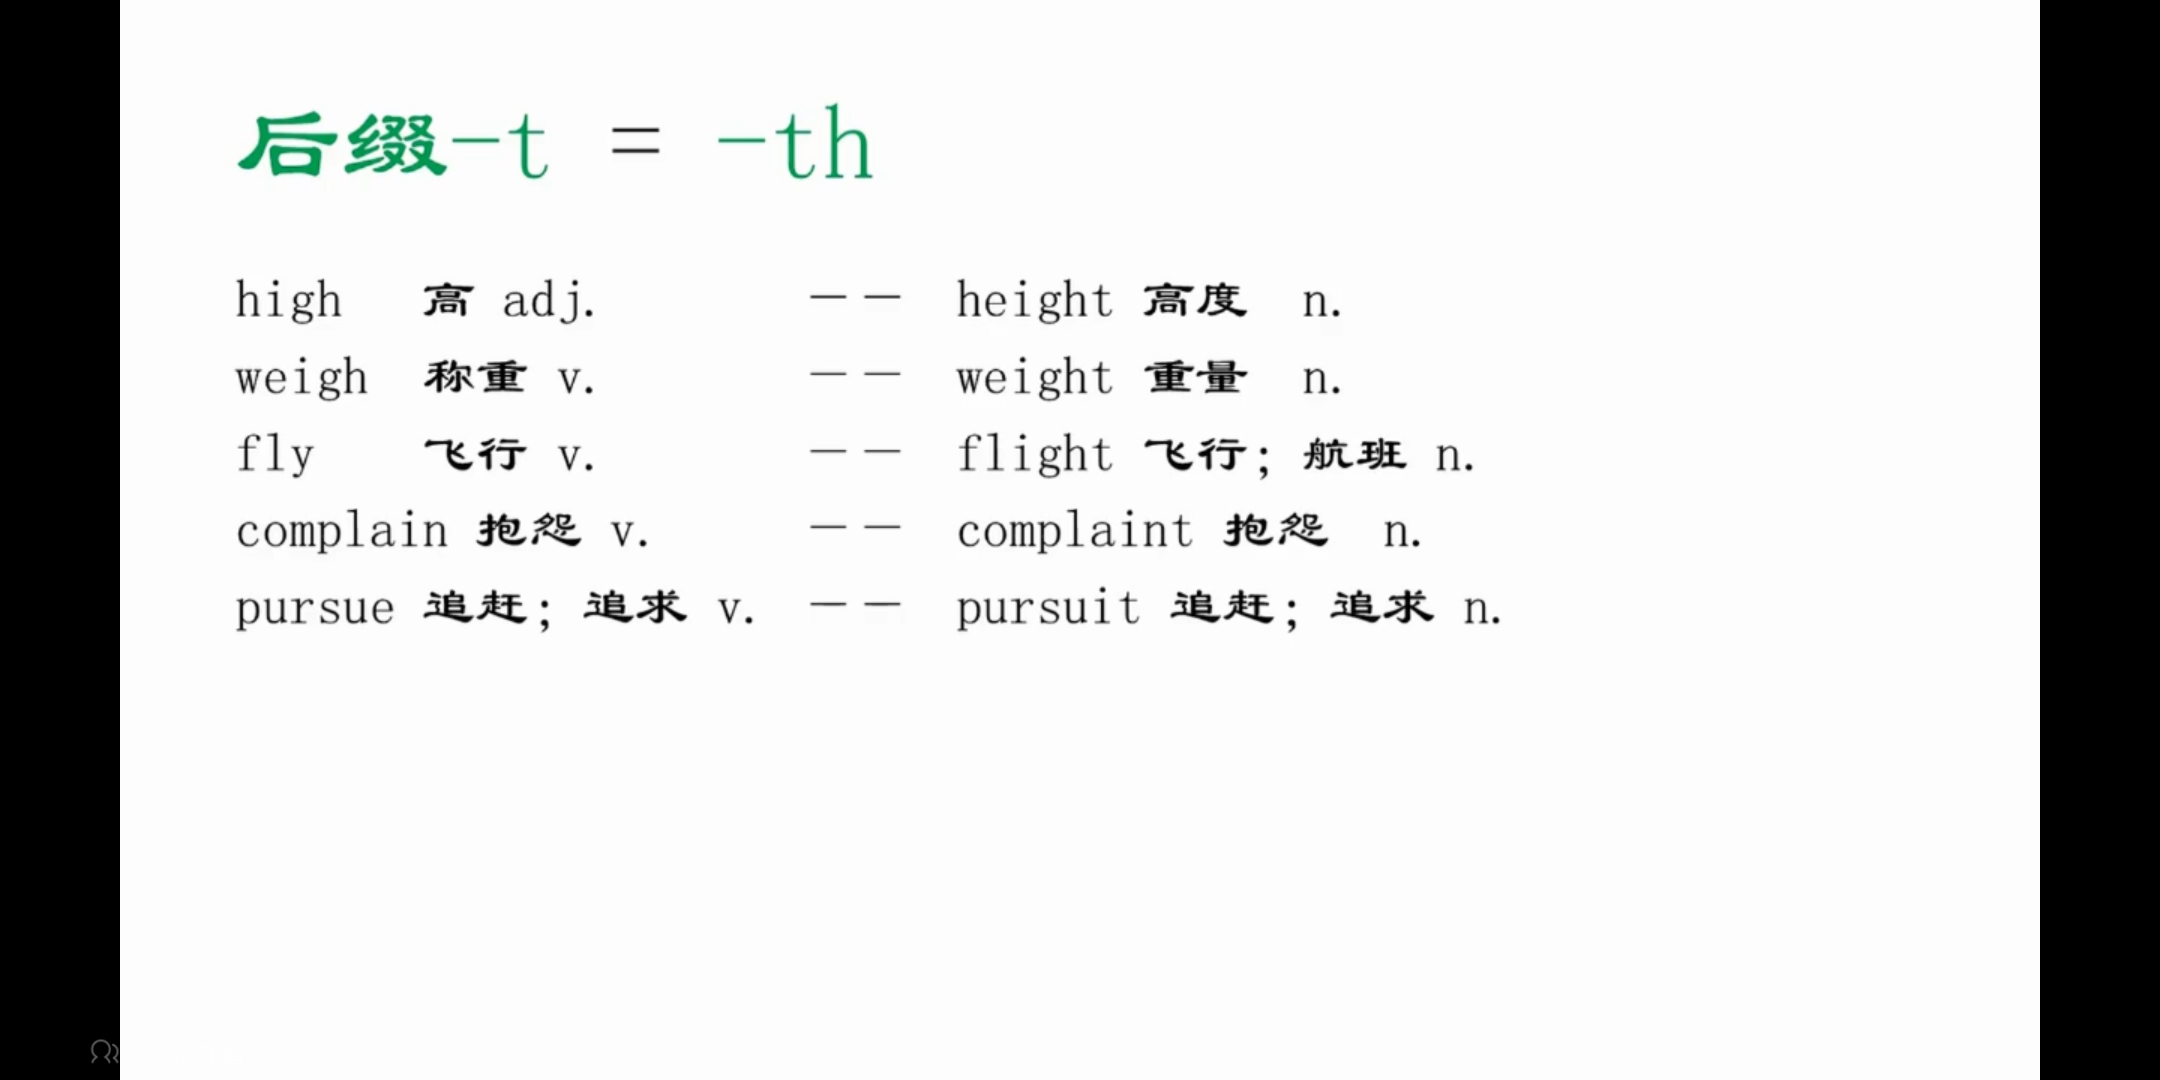 后缀-t = -th
high 高 adj. -- height 高度 n.
weigh 称重 v. -- weight 重量 n.
fly 飞行 v. -- flight 飞行；航班 n.
complain 抱怨 v. -- complaint 抱怨 n.
pursue 追赶；追求 v. -- pursuit 追赶；追求 n.